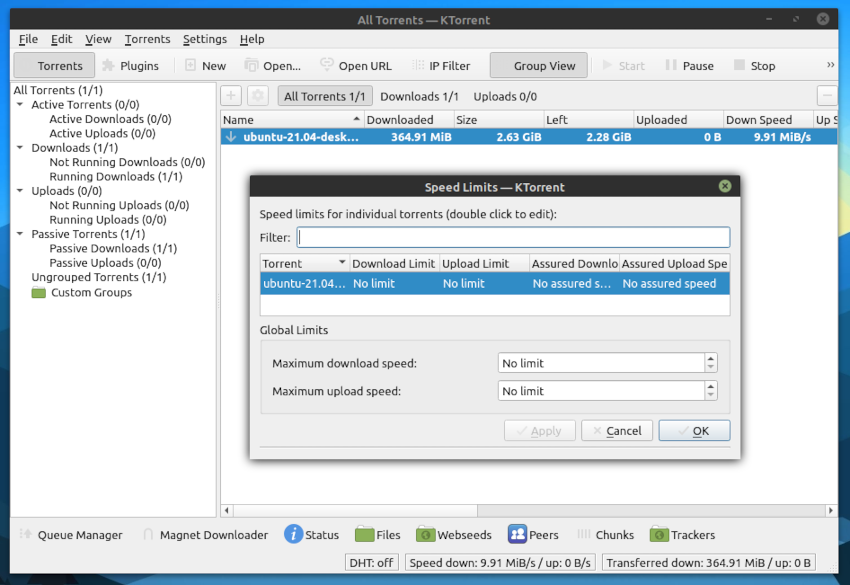 All Torrents — KTorrent
File Edit View Torrents Settings Help
Torrents Plugins New Open... Open URL IP Filter Group View Start Pause Stop »
All Torrents (1/1)
Active Torrents (0/0)
Active Downloads (0/0)
Active Uploads (0/0)
Downloads (1/1)
Not Running Downloads (0/0)
Running Downloads (1/1)
Uploads (0/0)
Not Running Uploads (0/0)
Running Uploads (0/0)
Passive Torrents (1/1)
Passive Downloads (1/1)
Passive Uploads (0/0)
Ungrouped Torrents (1/1)
Custom Groups
All Torrents 1/1 Downloads 1/1 Uploads 0/0
Name Downloaded Size Left Uploaded Down Speed Up S
ubuntu-21.04-desk... 364.91 MiB 2.63 GiB 2.28 GiB 0 B 9.91 MiB/s
Speed Limits — KTorrent
Speed limits for individual torrents (double click to edit):
Filter:
Torrent Download Limit Upload Limit Assured Downlo Assured Upload Spe
ubuntu-21.04... No limit No limit No assured s... No assured speed
Global Limits
Maximum download speed: No limit
Maximum upload speed: No limit
Apply Cancel OK
Queue Manager Magnet Downloader Status Files Webseeds Peers Chunks Trackers
DHT: off Speed down: 9.91 MiB/s / up: 0 B/s Transferred down: 364.91 MiB / up: 0 B